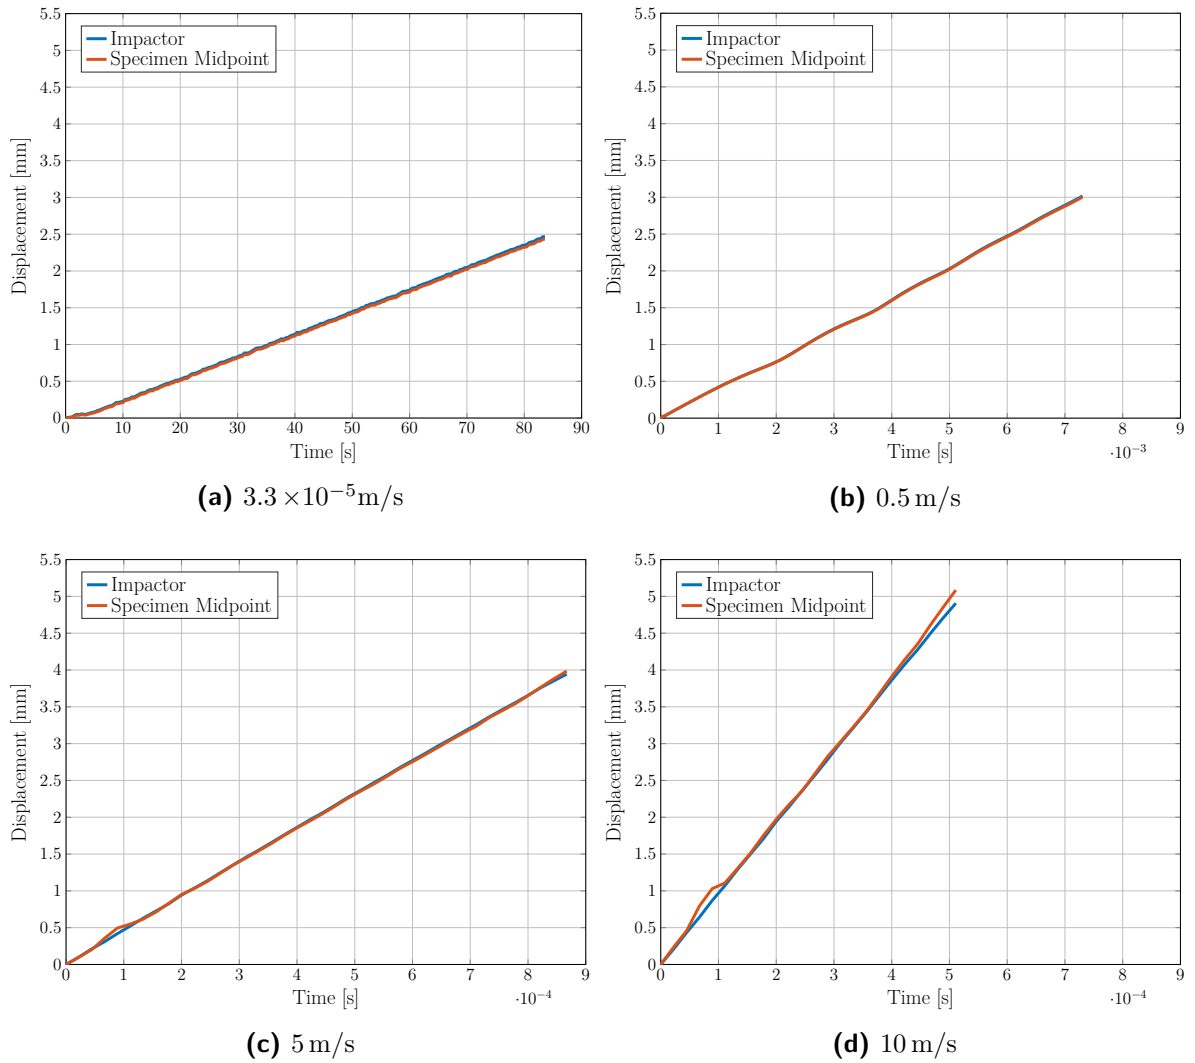 5.5
5
4.5
4
3.5
3
2.5
2
1.5
1
0.5
0
Displacement [mm]
Impactor
Specimen Midpoint
0 10 20 30 40 50 60 70 80 90
Time [s]
(a) 3.3 ×10⁻⁵m/s
5.5
5
4.5
4
3.5
3
2.5
2
1.5
1
0.5
0
Displacement [mm]
Impactor
Specimen Midpoint
0 1 2 3 4 5 6 7 8 9
·10⁻³
Time [s]
(b) 0.5 m/s
5.5
5
4.5
4
3.5
3
2.5
2
1.5
1
0.5
0
Displacement [mm]
Impactor
Specimen Midpoint
0 1 2 3 4 5 6 7 8 9
·10⁻⁴
Time [s]
(c) 5 m/s
5.5
5
4.5
4
3.5
3
2.5
2
1.5
1
0.5
0
Displacement [mm]
Impactor
Specimen Midpoint
0 1 2 3 4 5 6 7 8 9
·10⁻⁴
Time [s]
(d) 10 m/s